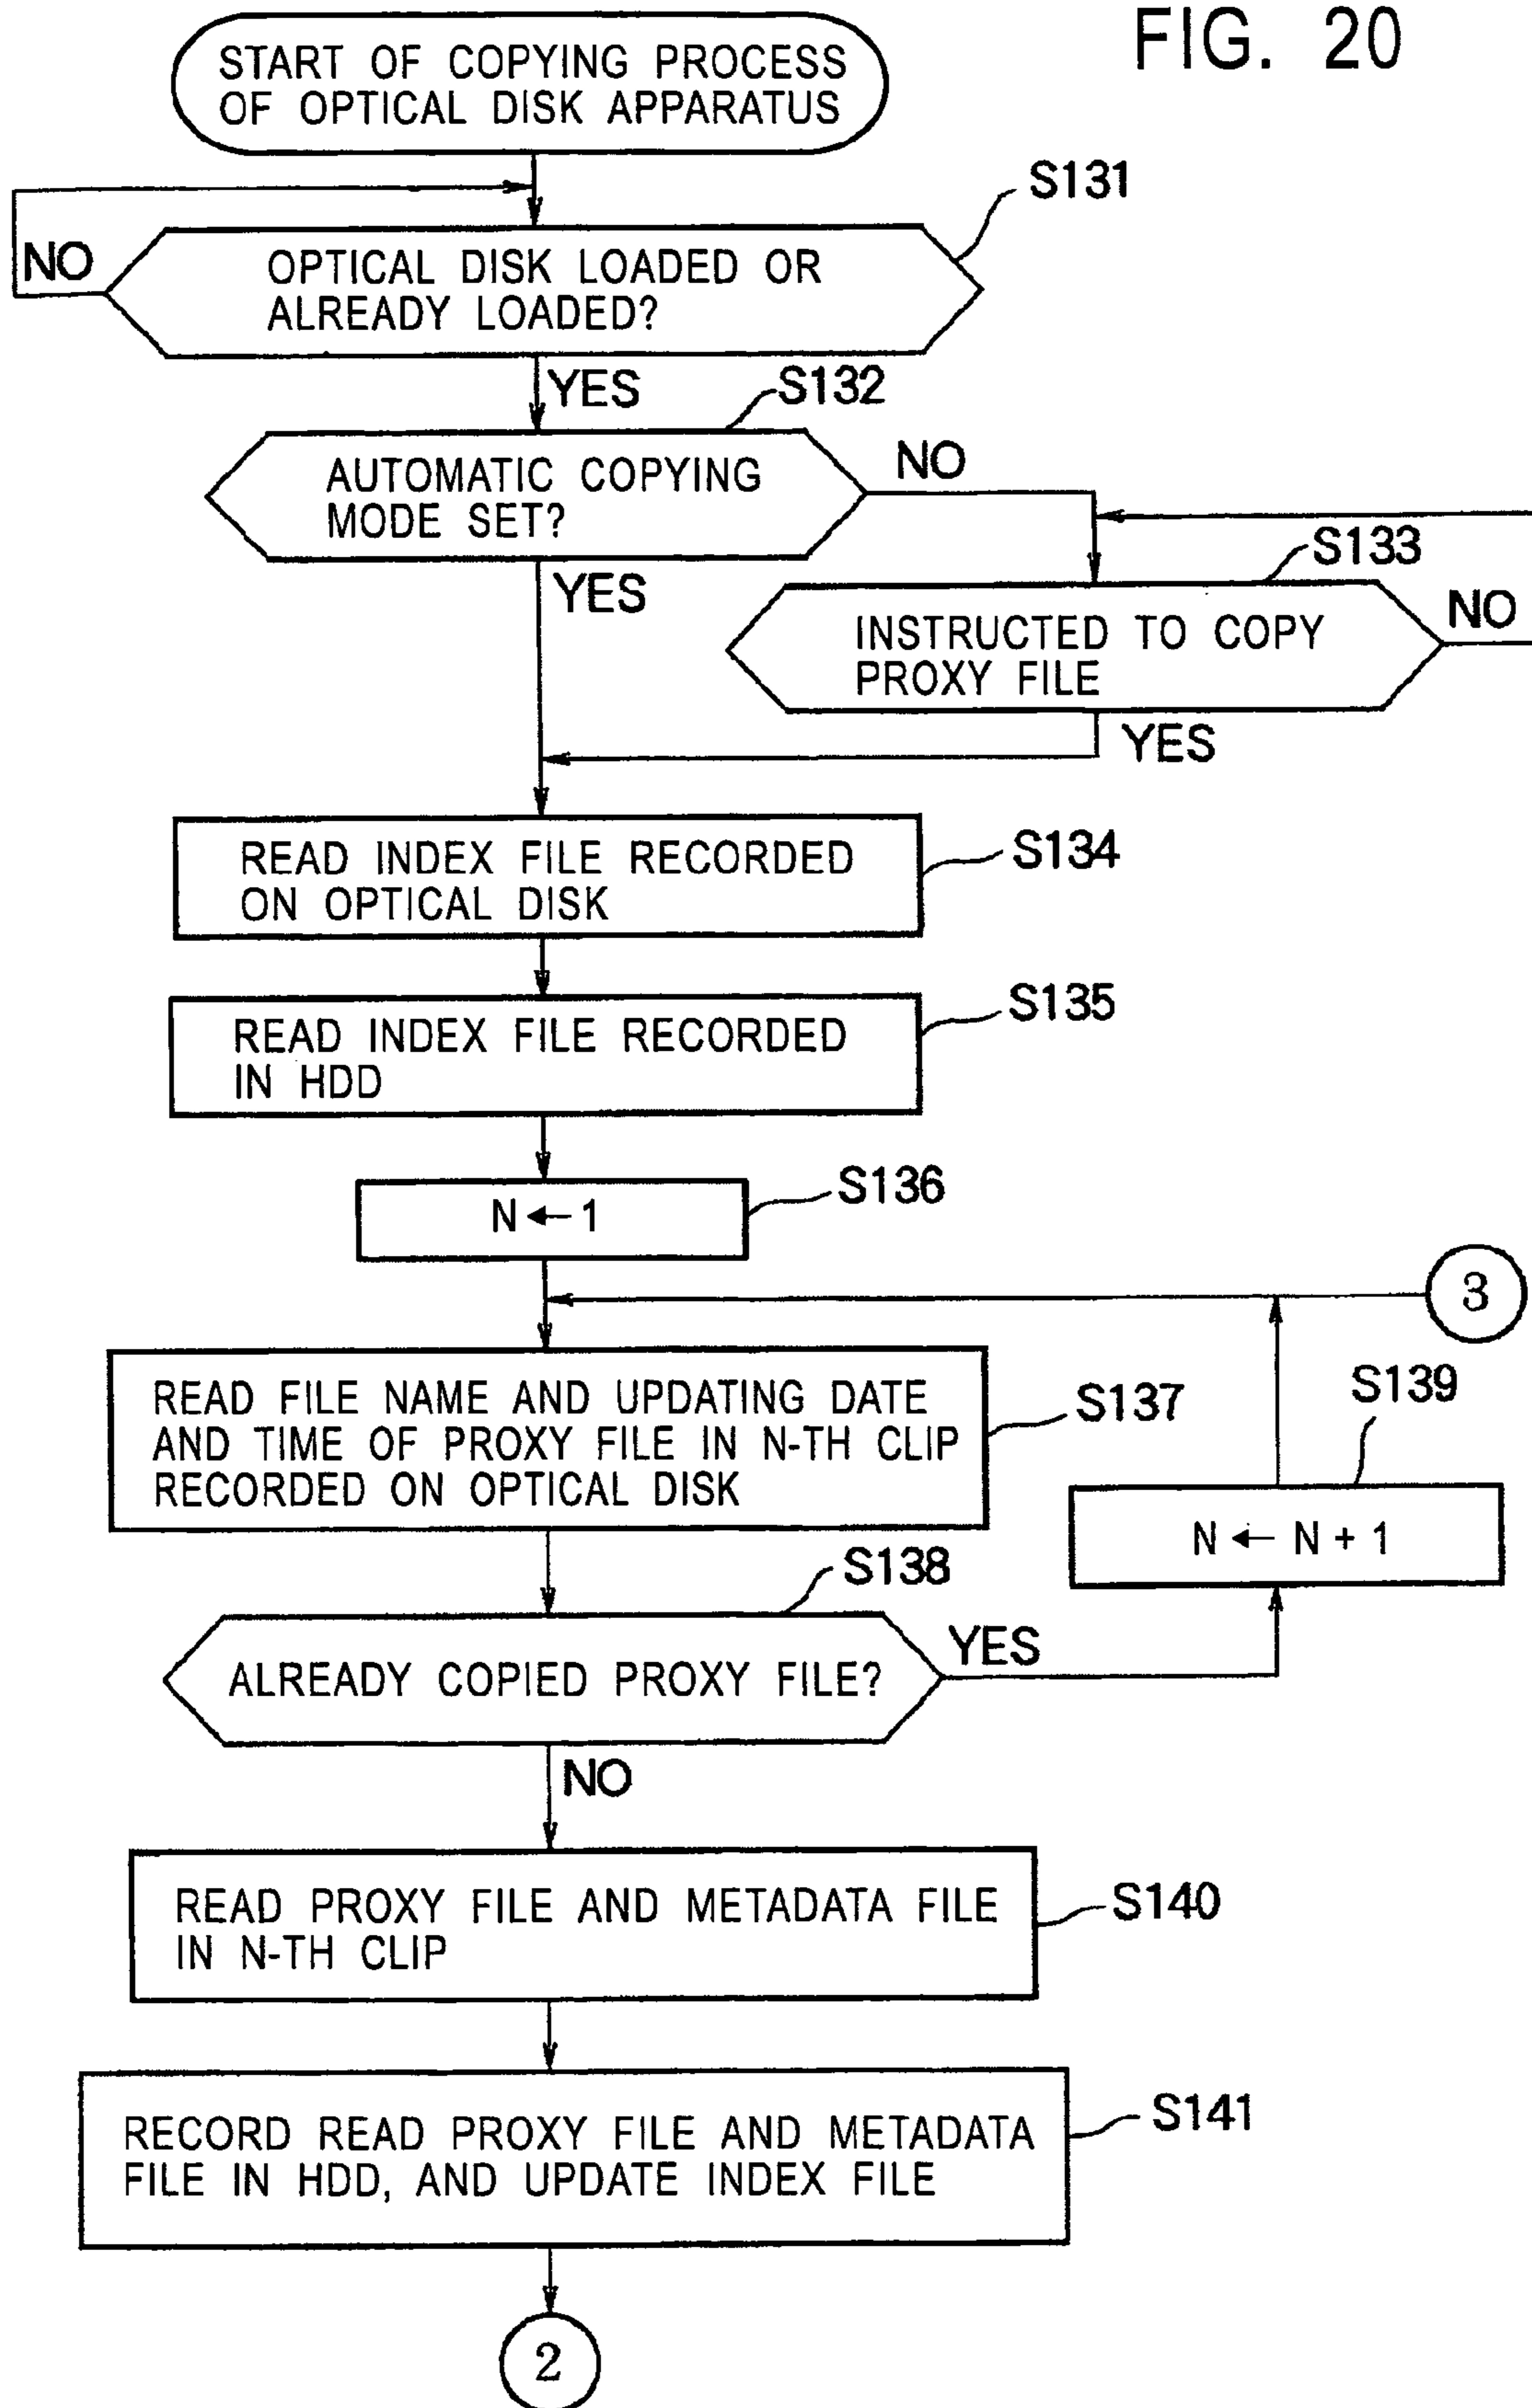 FIG. 20
START OF COPYING PROCESS
OF OPTICAL DISK APPARATUS
S131
NO
OPTICAL DISK LOADED OR
ALREADY LOADED?
YES
S132
AUTOMATIC COPYING
MODE SET?
NO
YES
S133
INSTRUCTED TO COPY
PROXY FILE
NO
YES
READ INDEX FILE RECORDED
ON OPTICAL DISK
S134
READ INDEX FILE RECORDED
IN HDD
S135
N ← 1
S136
3
READ FILE NAME AND UPDATING DATE
AND TIME OF PROXY FILE IN N-TH CLIP
RECORDED ON OPTICAL DISK
S137
S139
N ← N + 1
S138
ALREADY COPIED PROXY FILE?
YES
NO
READ PROXY FILE AND METADATA FILE
IN N-TH CLIP
S140
RECORD READ PROXY FILE AND METADATA
FILE IN HDD, AND UPDATE INDEX FILE
S141
2